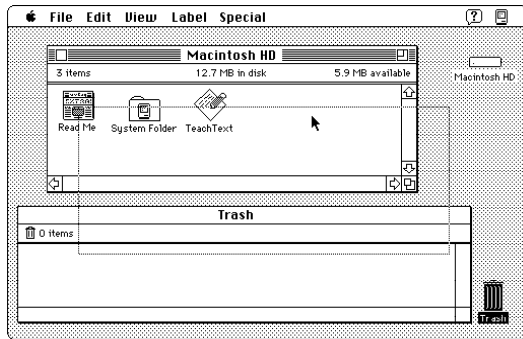 File Edit View Label Special
Macintosh HD
3 items 12.7 MB in disk 5.9 MB available
Macintosh HD
Read Me System Folder TeachText
Trash
0 items
Trash